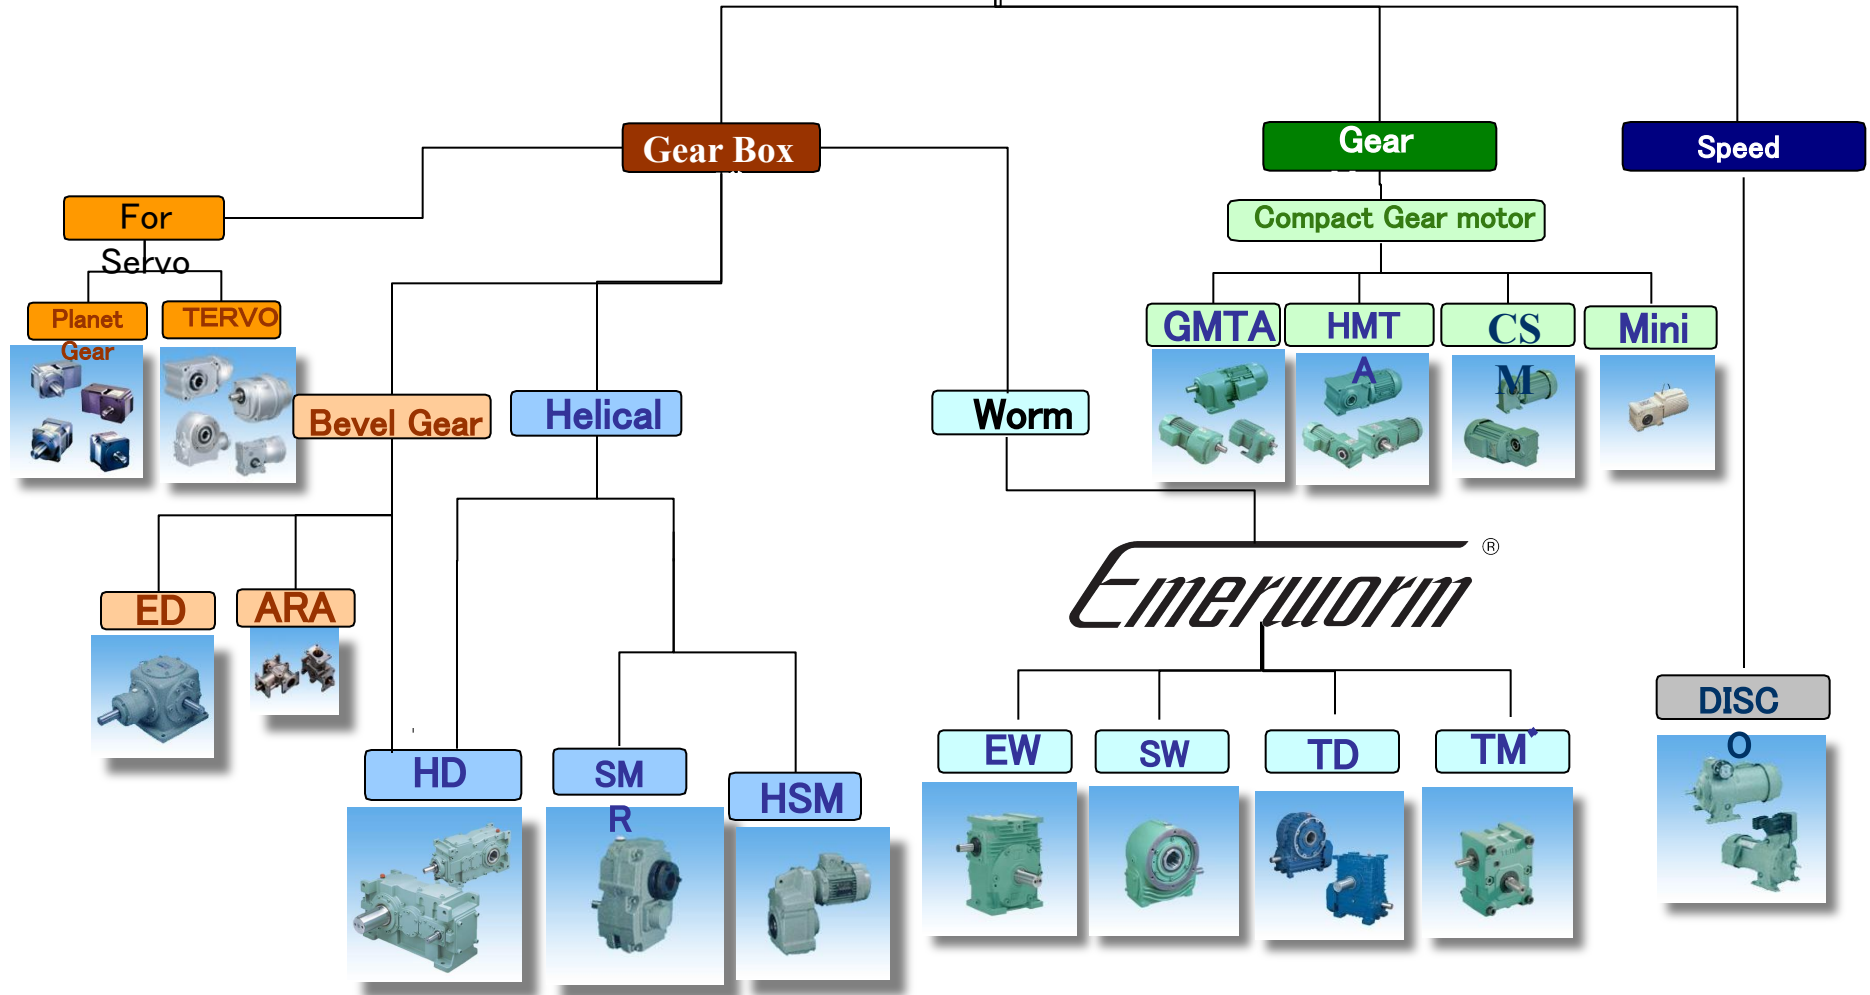 Gear Box
Gear
Speed
For
Servo
Compact Gear motor
Planet
Gear
TERVO
GMTA
HMT
A
CS
M
Mini
Bevel Gear
Helical
Worm
Emerworm ®
ED
ARA
HD
SM
R
HSM
EW
SW
TD
TM
DISC
O